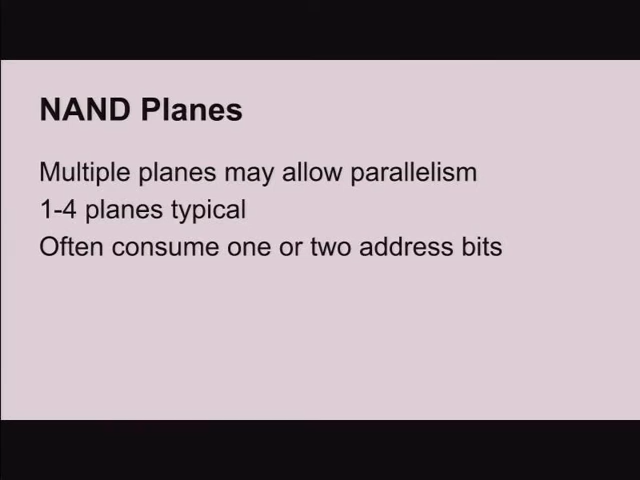 NAND Planes
Multiple planes may allow parallelism
1-4 planes typical
Often consume one or two address bits